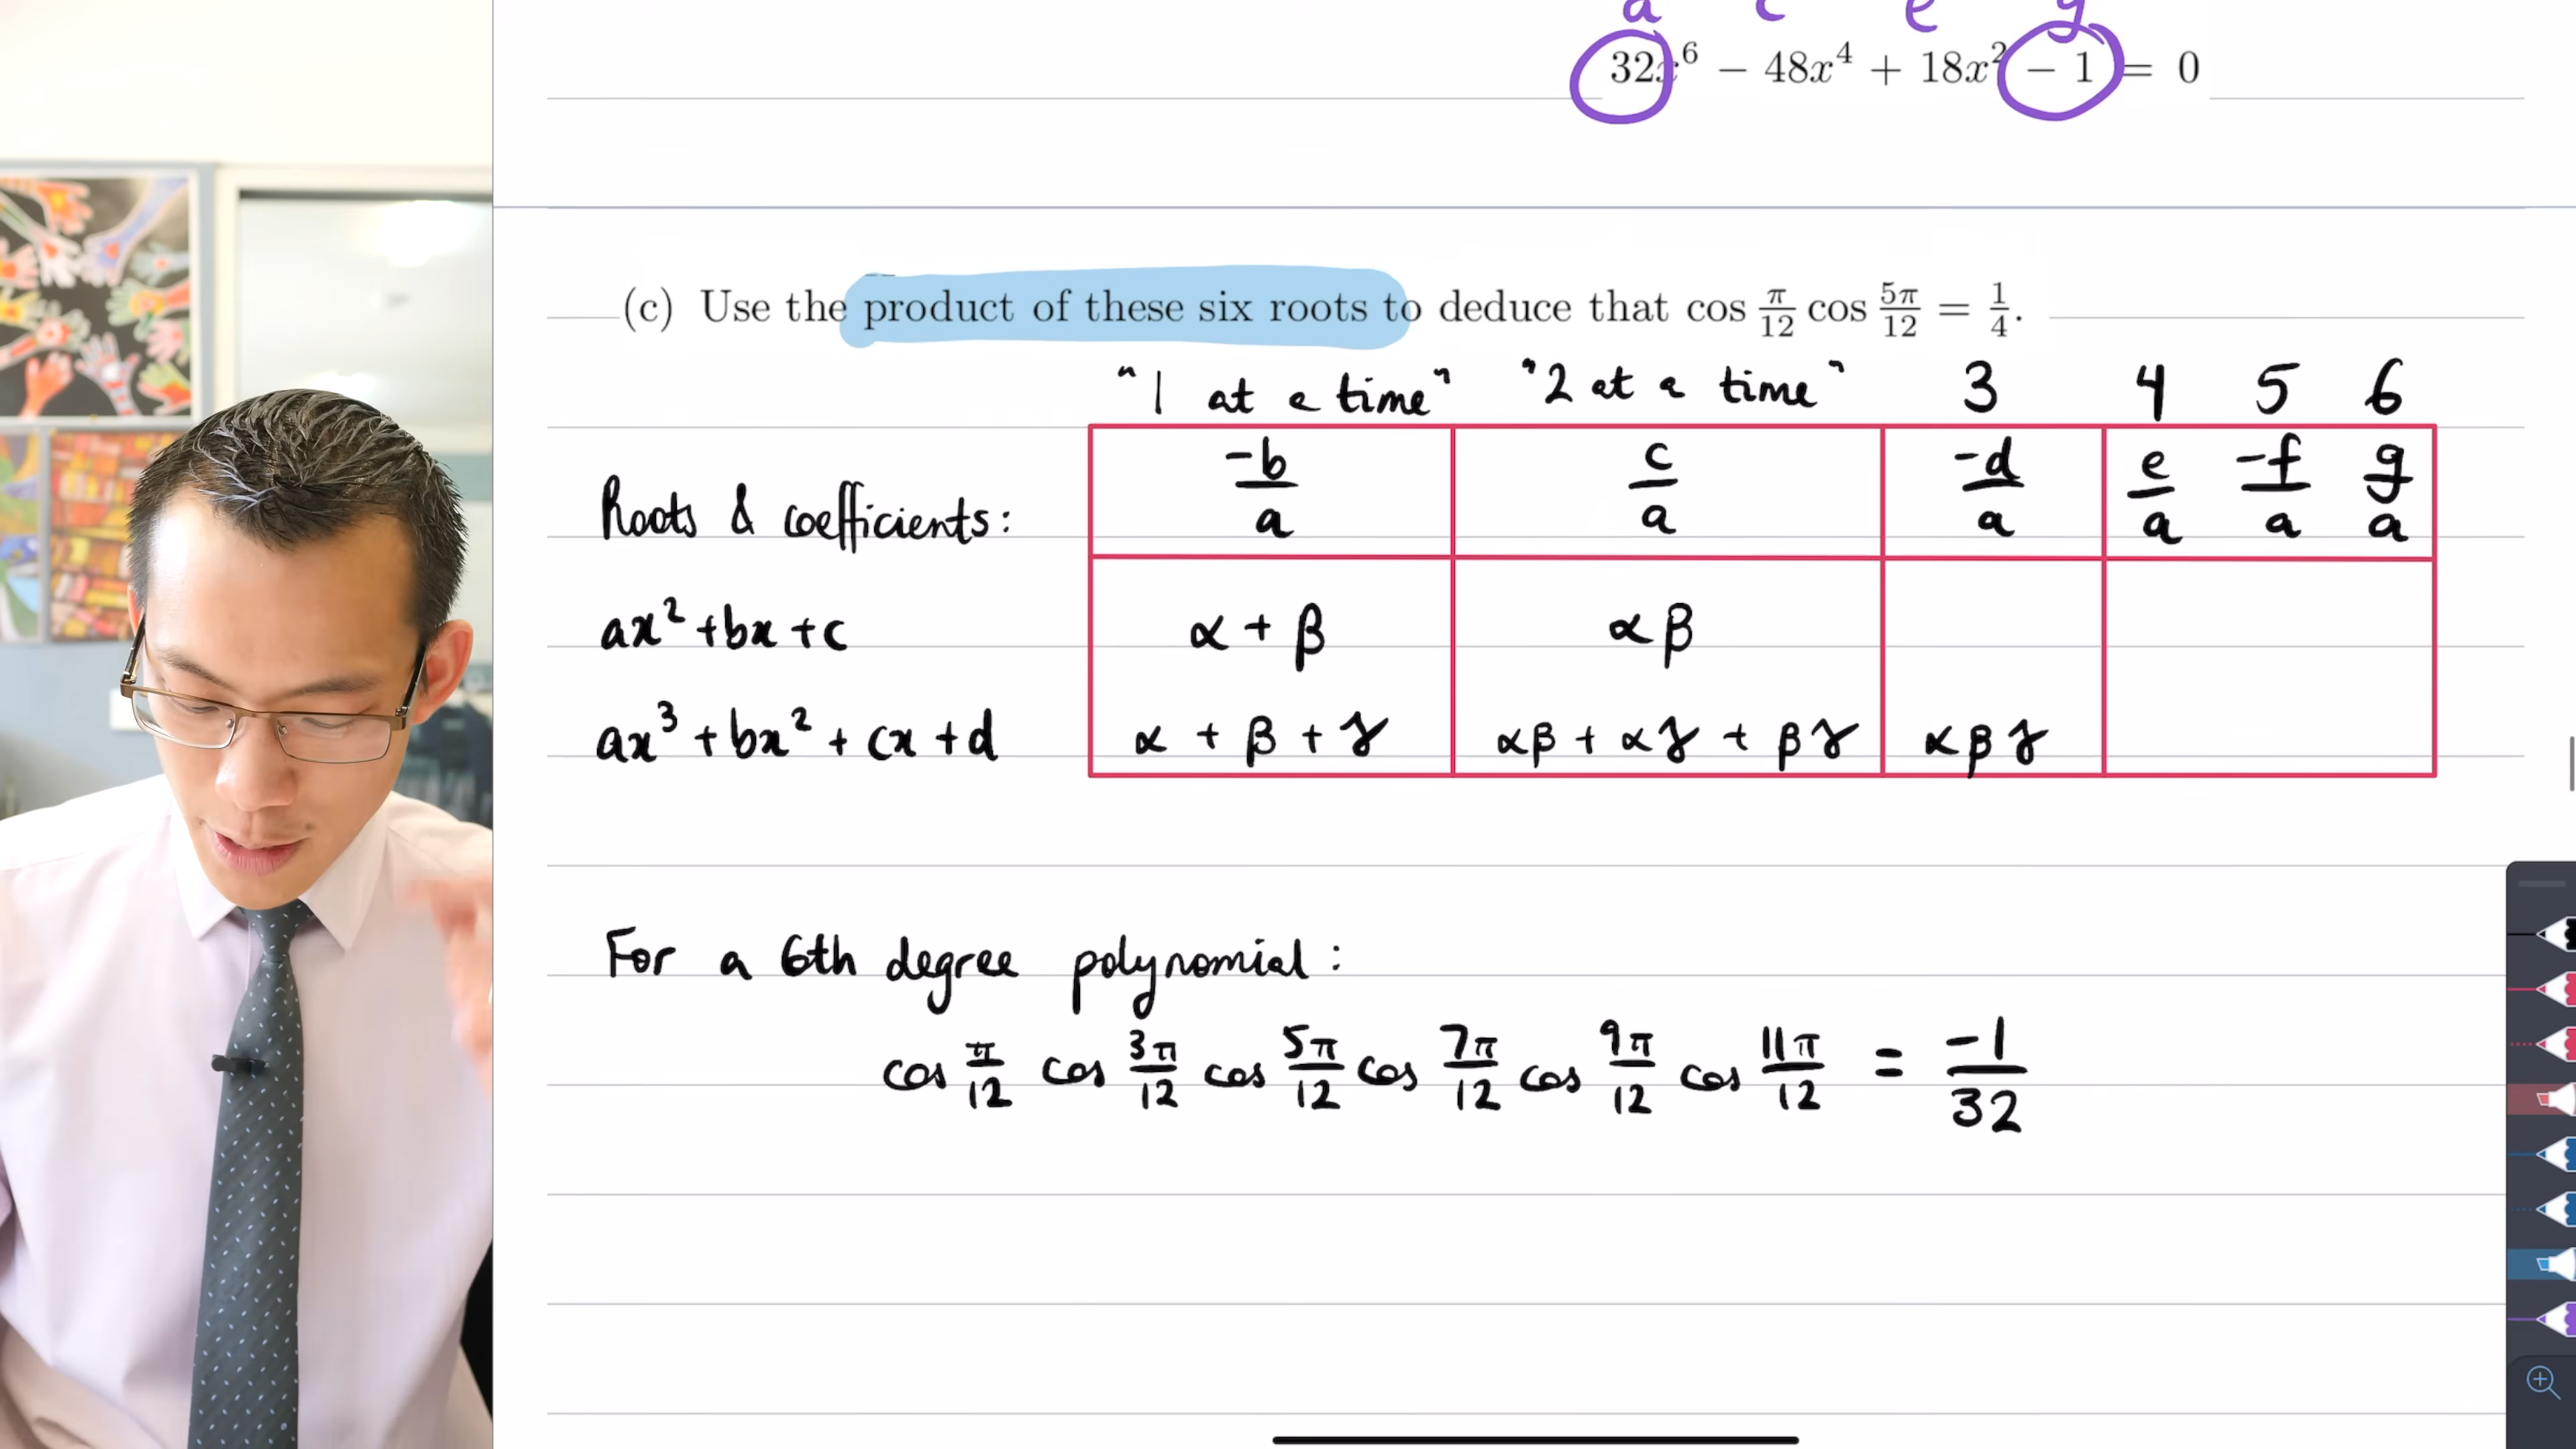 a c e g
32x⁶ − 48x⁴ + 18x² − 1 = 0
(c) Use the product of these six roots to deduce that cos π/12 cos 5π/12 = 1/4.
"1 at a time" "2 at a time" 3 4 5 6
Roots & coefficients: -b/a c/a -d/a e/a -f/a g/a
ax² + bx + c α + β αβ
ax³ + bx² + cx + d α + β + γ αβ + αγ + βγ αβγ
For a 6th degree polynomial:
cos π/12 cos 3π/12 cos 5π/12 cos 7π/12 cos 9π/12 cos 11π/12 = -1/32